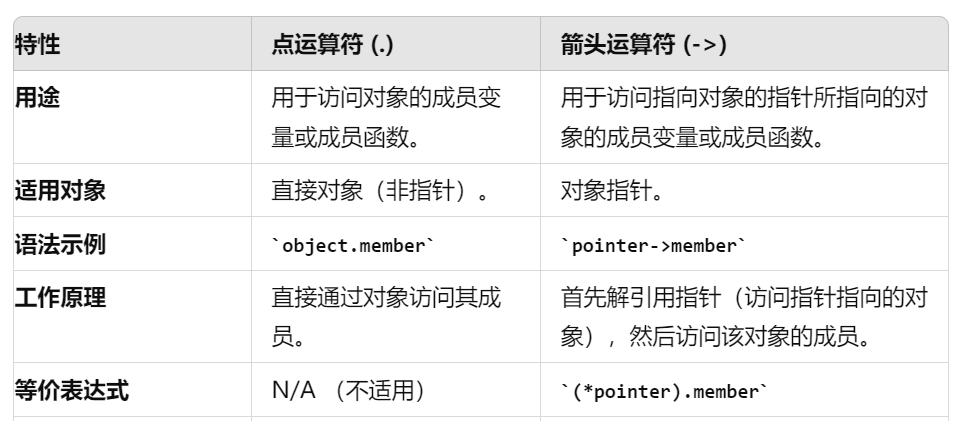 特性 点运算符 (.) 箭头运算符 (->)
用途 用于访问对象的成员变 用于访问指向对象的指针所指向的对
量或成员函数。 象的成员变量或成员函数。
适用对象 直接对象（非指针）。 对象指针。
语法示例 `object.member` `pointer->member`
工作原理 直接通过对象访问其成 首先解引用指针（访问指针指向的对
员。 象），然后访问该对象的成员。
等价表达式 N/A （不适用） `(*pointer).member`